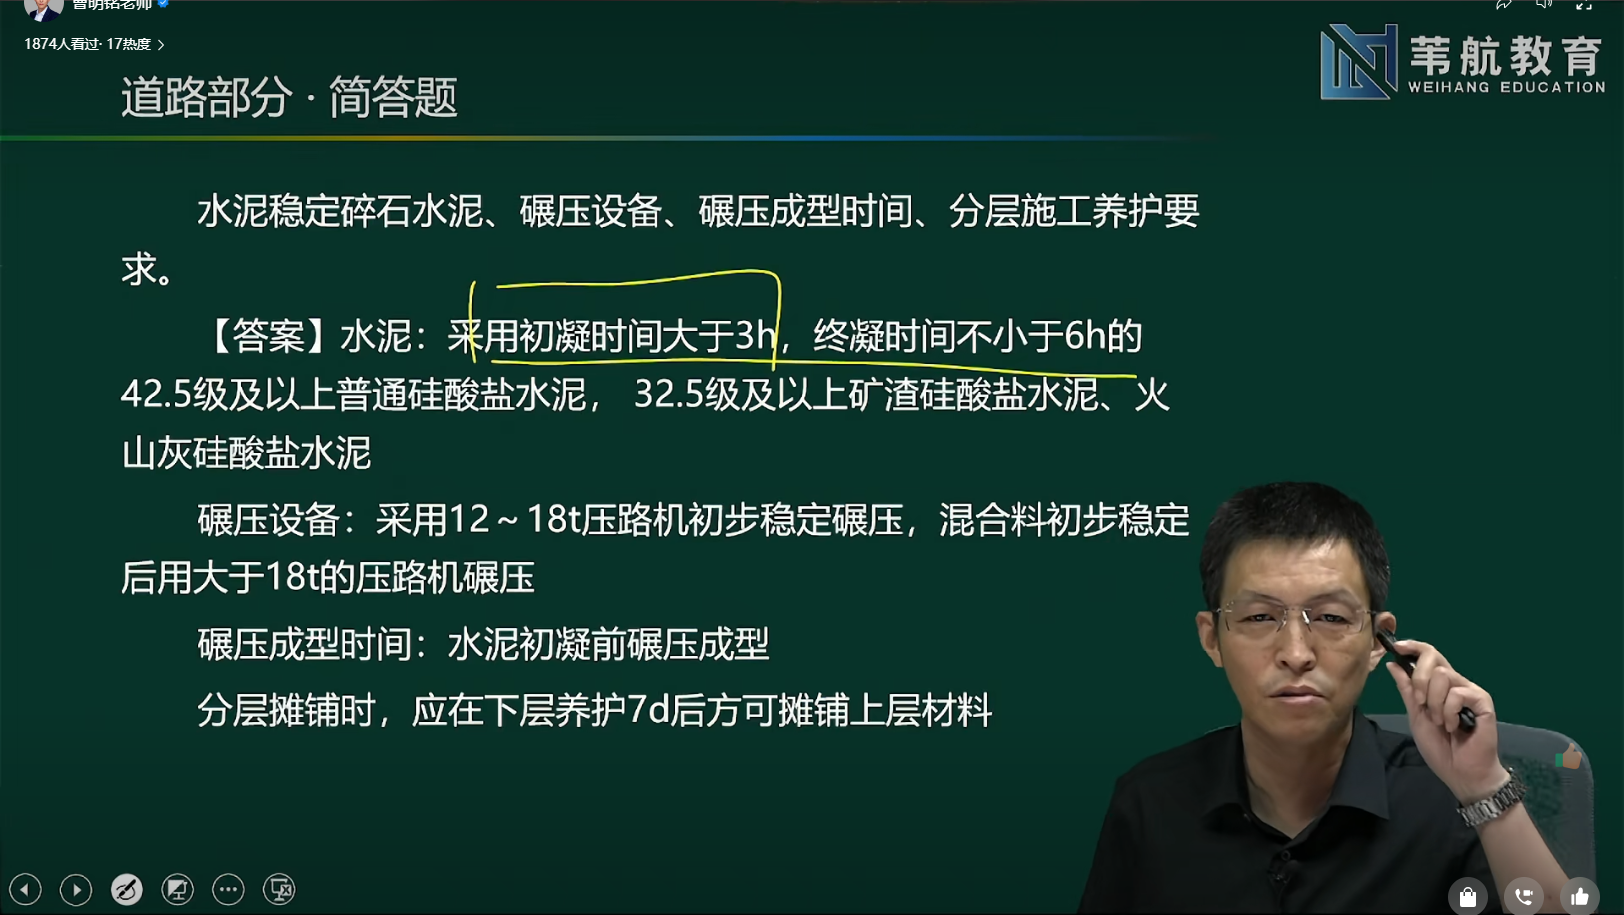 曹明铭老师
1874人看过· 17热度 >
苇航教育
WEIHANG EDUCATION
道路部分 · 简答题
水泥稳定碎石水泥、碾压设备、碾压成型时间、分层施工养护要
求。
【答案】水泥：采用初凝时间大于3h，终凝时间不小于6h的
42.5级及以上普通硅酸盐水泥， 32.5级及以上矿渣硅酸盐水泥、火
山灰硅酸盐水泥
碾压设备：采用12～18t压路机初步稳定碾压，混合料初步稳定
后用大于18t的压路机碾压
碾压成型时间：水泥初凝前碾压成型
分层摊铺时，应在下层养护7d后方可摊铺上层材料